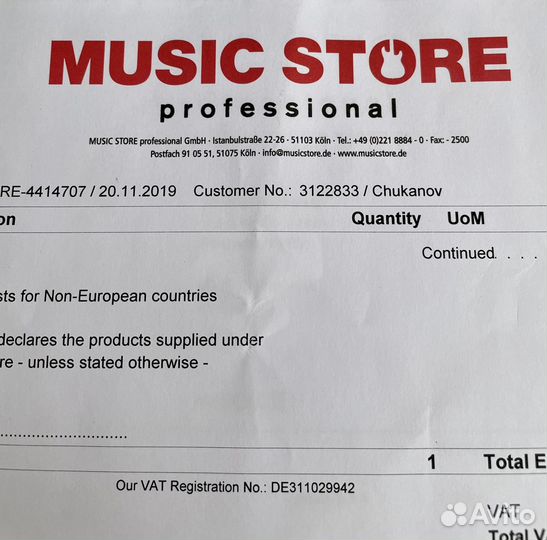 MUSIC STORE
professional
MUSIC STORE professional GmbH · Istanbulstraße 22-26 · 51103 Köln · Tel.: +49 (0)221 8884 - 0 · Fax: - 2500
Postfach 91 05 51, 51075 Köln · info@musicstore.de · www.musicstore.de
RE-4414707 / 20.11.2019 Customer No.: 3122833 / Chukanov
on Quantity UoM
Continued. . . .
sts for Non-European countries
declares the products supplied under
re - unless stated otherwise -
................................
1 Total E
Our VAT Registration No.: DE311029942
VAT
Total V
Avito